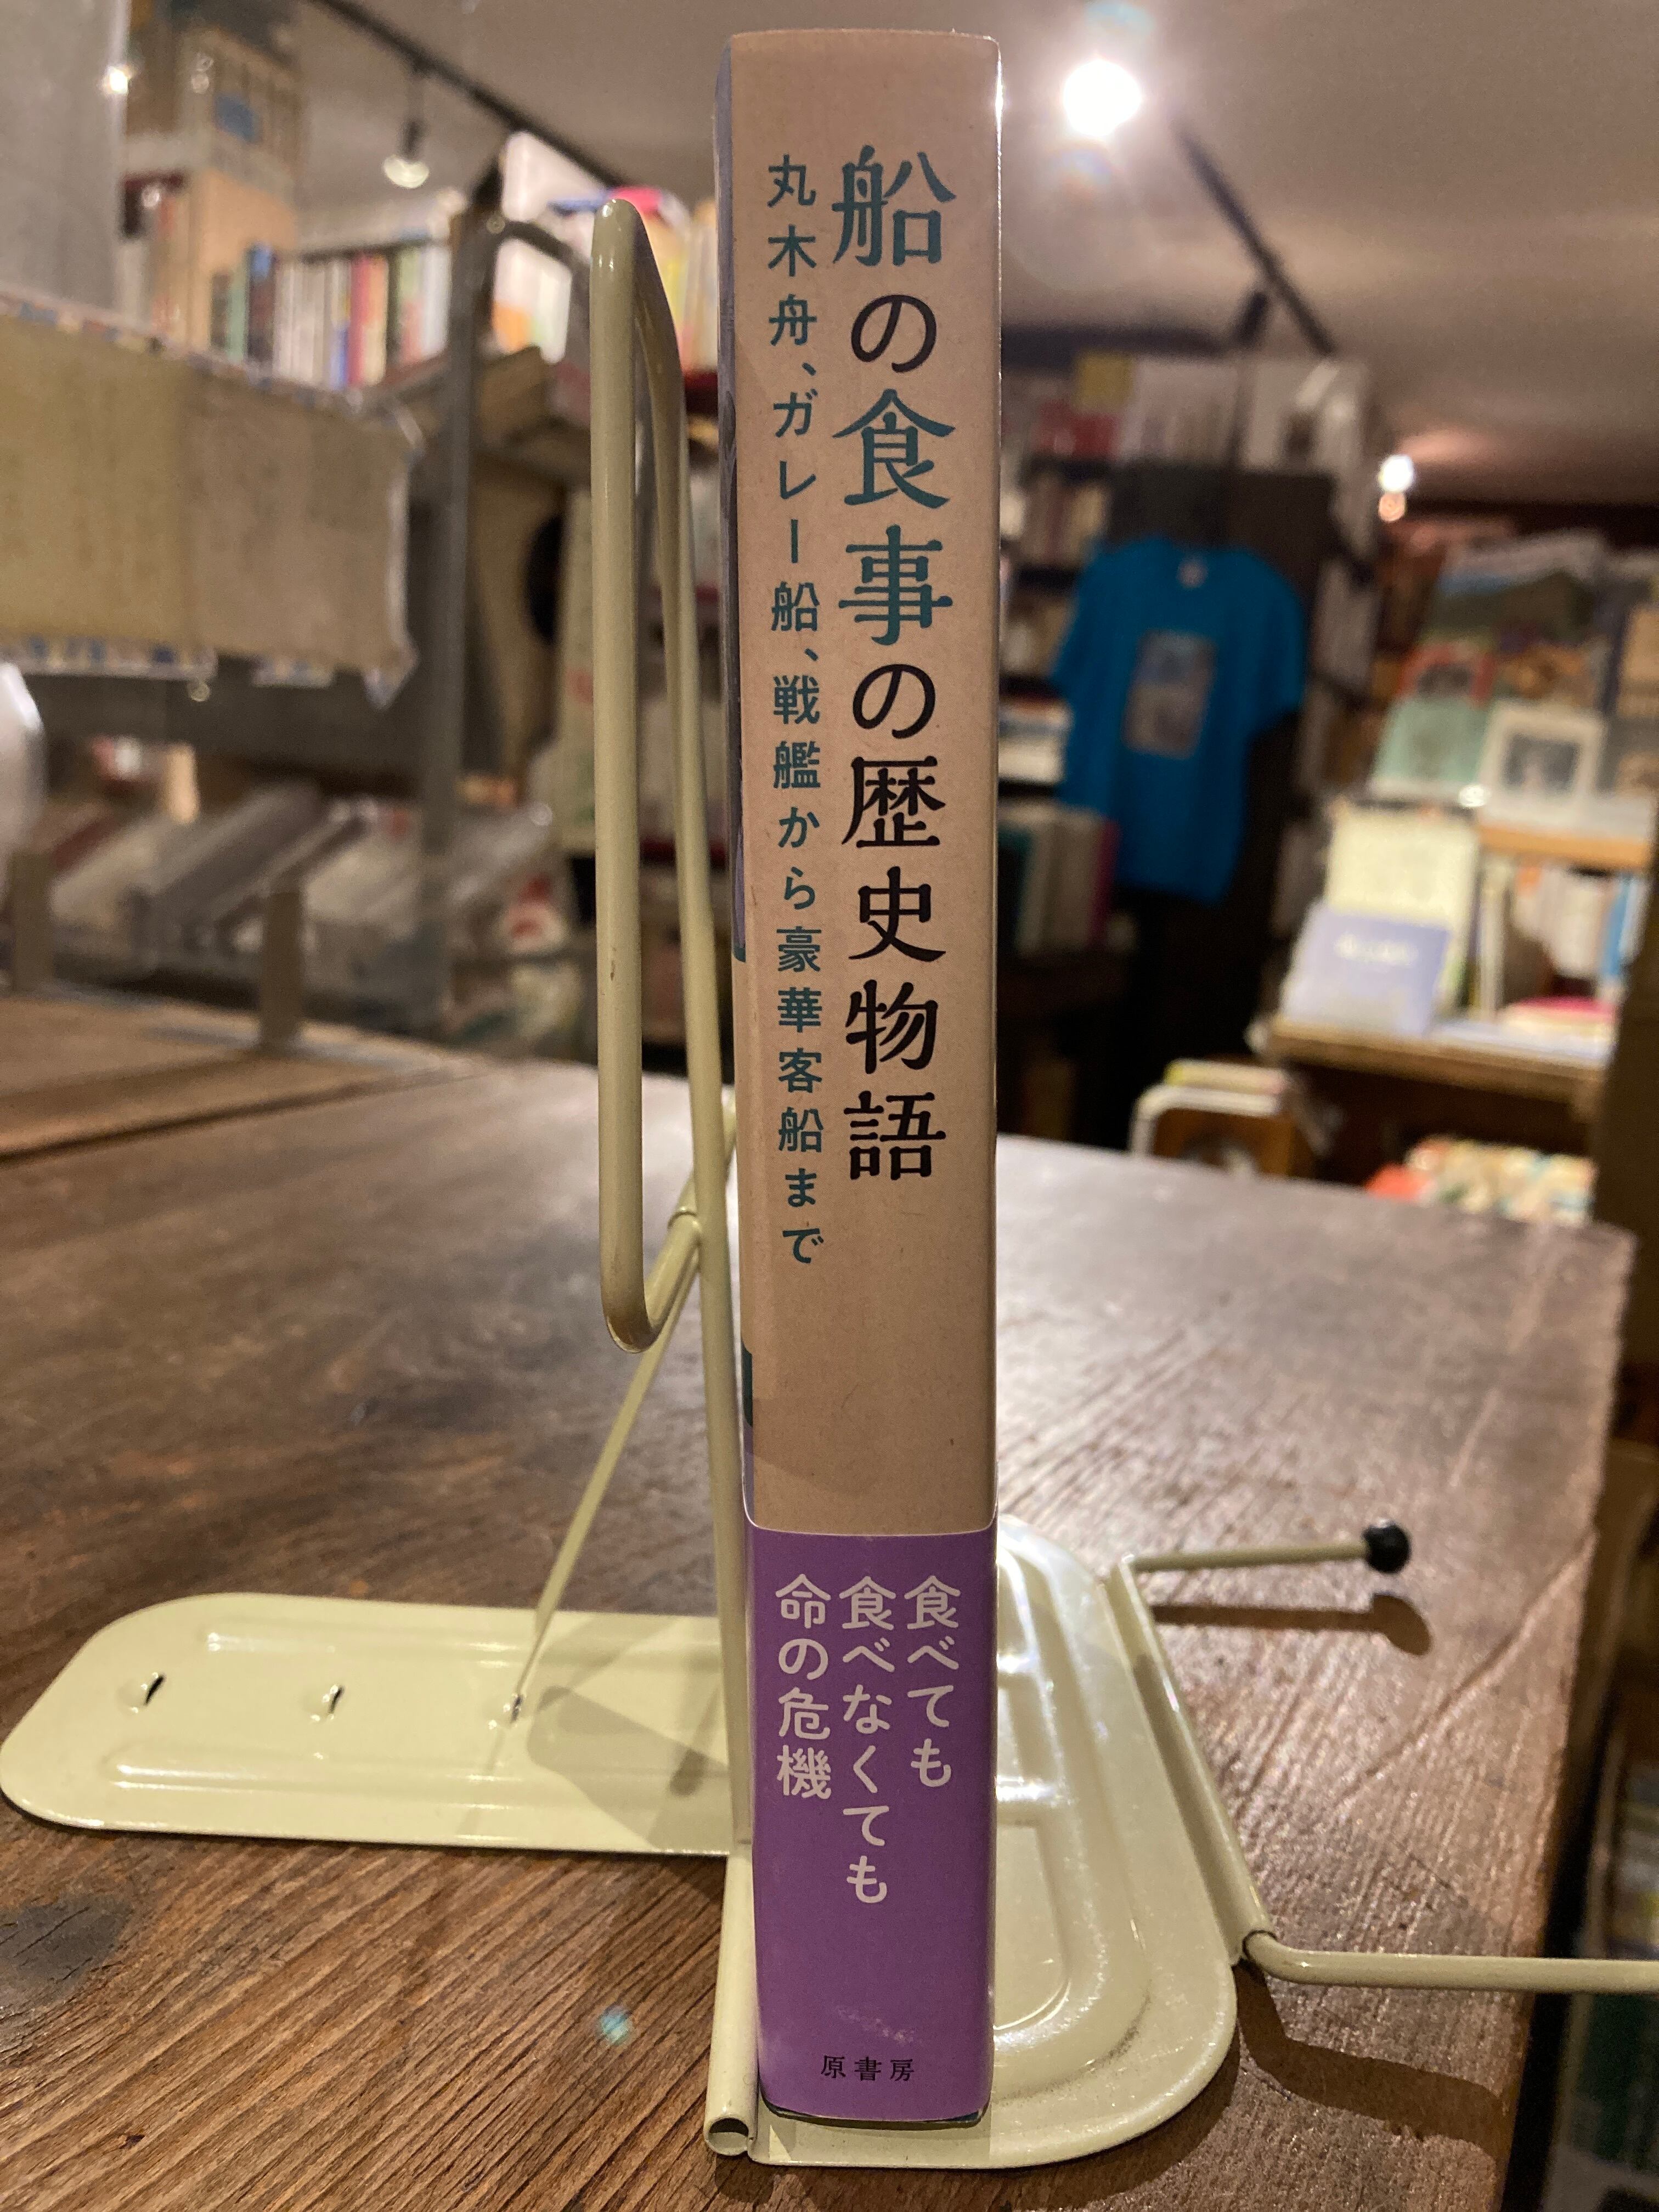 船の食事の歴史物語
丸木舟、ガレー船、戦艦から豪華客船まで
食べても
食べなくても
命の危機
原書房